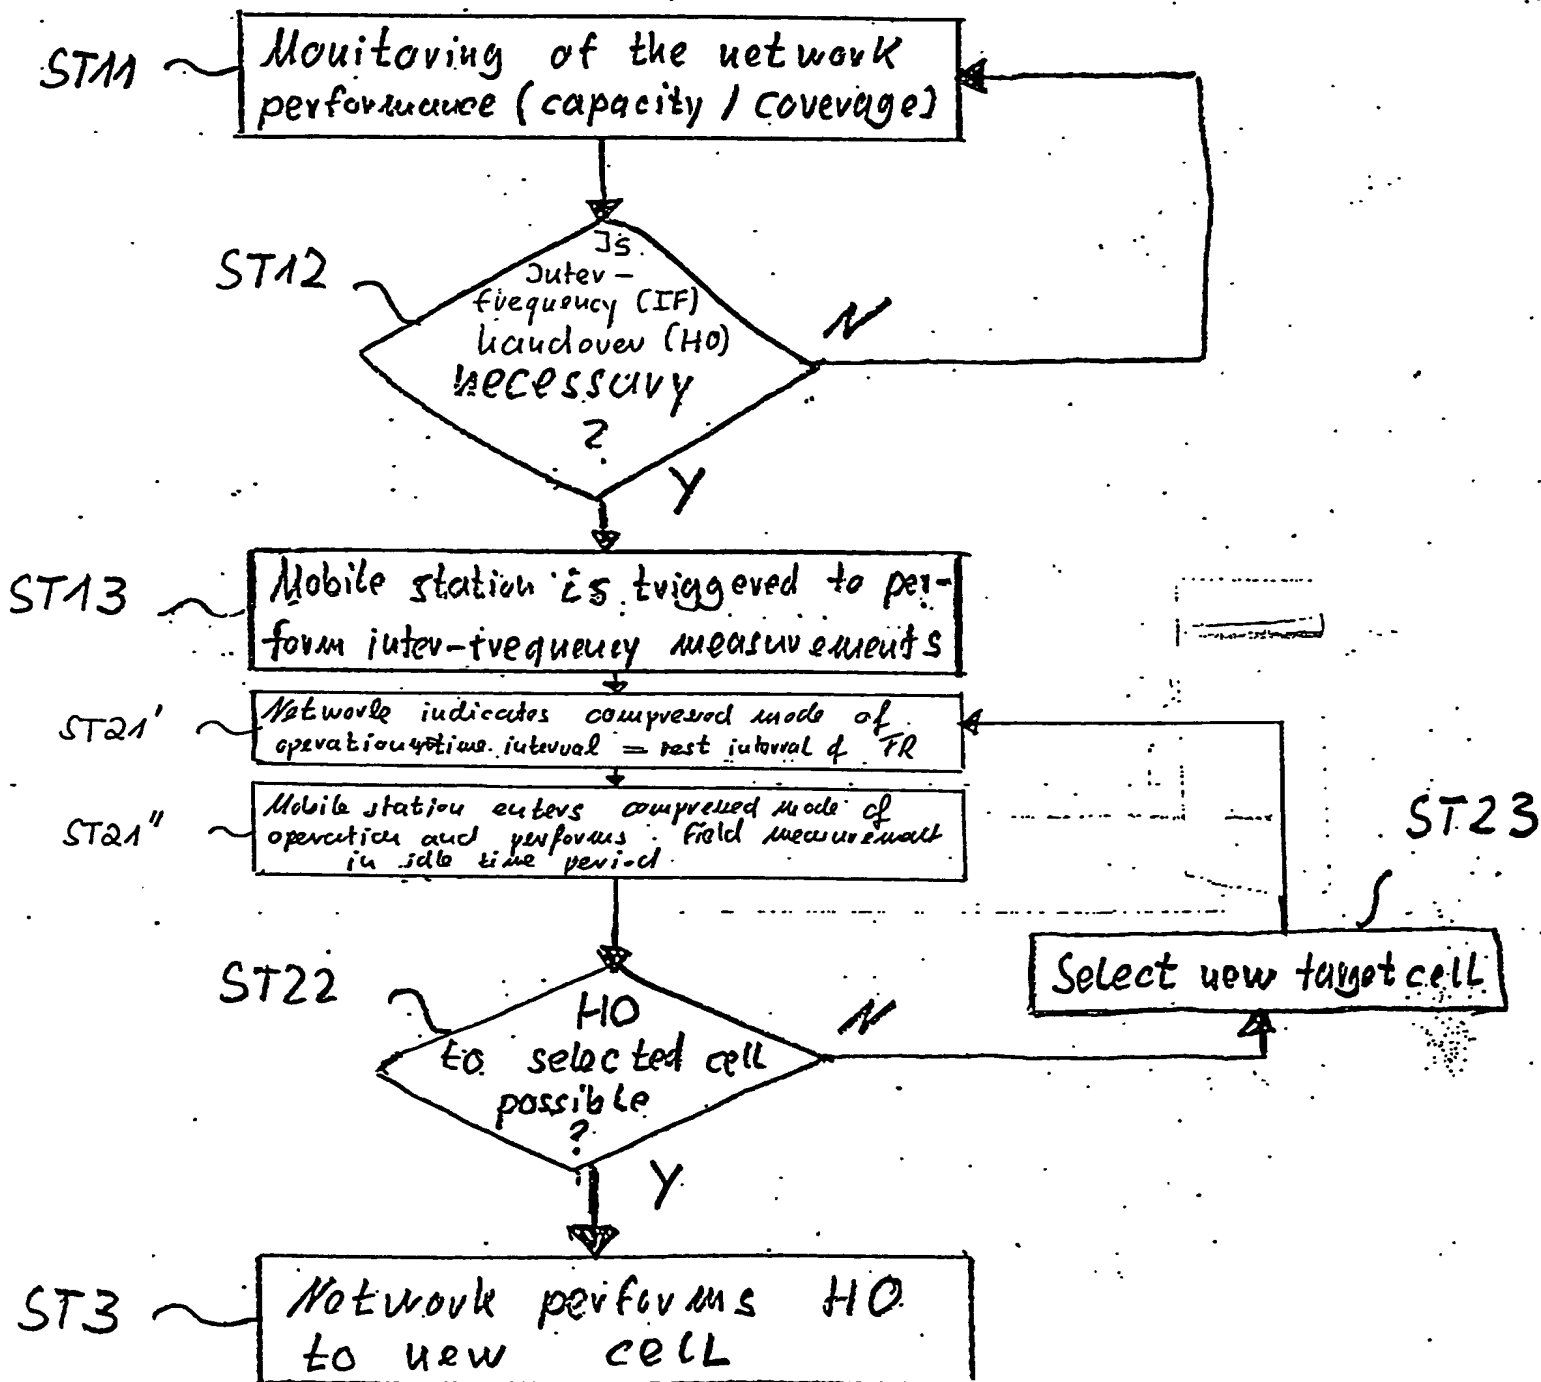 ST11
Monitoring of the network
performance (capacity / coverage)
ST12
Is
Inter-
frequency (IF)
handover (HO)
necessary
?
N
Y
ST13
Mobile station is triggered to per-
form inter-frequency measurements
ST21'
Network indicates compressed mode of
time interval = rest interval of FR
ST21"
Mobile station enters compressed mode of
operation and performs Field measurement
in idle time period
ST23
Select new target cell
ST22
HO
to selected cell
possible
?
N
Y
ST3
Network performs HO
to new cell